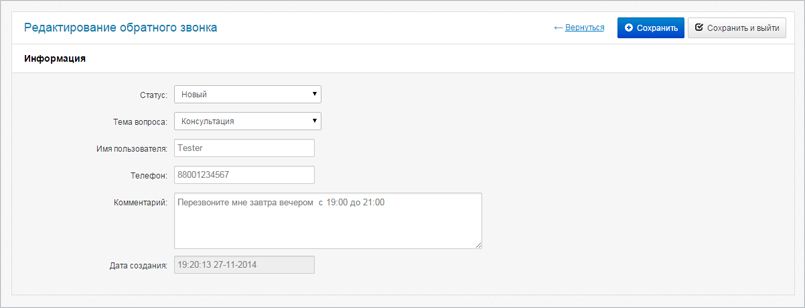 Редактирование обратного звонка
← Вернуться
Сохранить
Сохранить и выйти
Информация
Статус: Новый
Тема вопроса: Консультация
Имя пользователя: Tester
Телефон: 88001234567
Комментарий: Перезвоните мне завтра вечером с 19:00 до 21:00
Дата создания: 19:20:13 27-11-2014